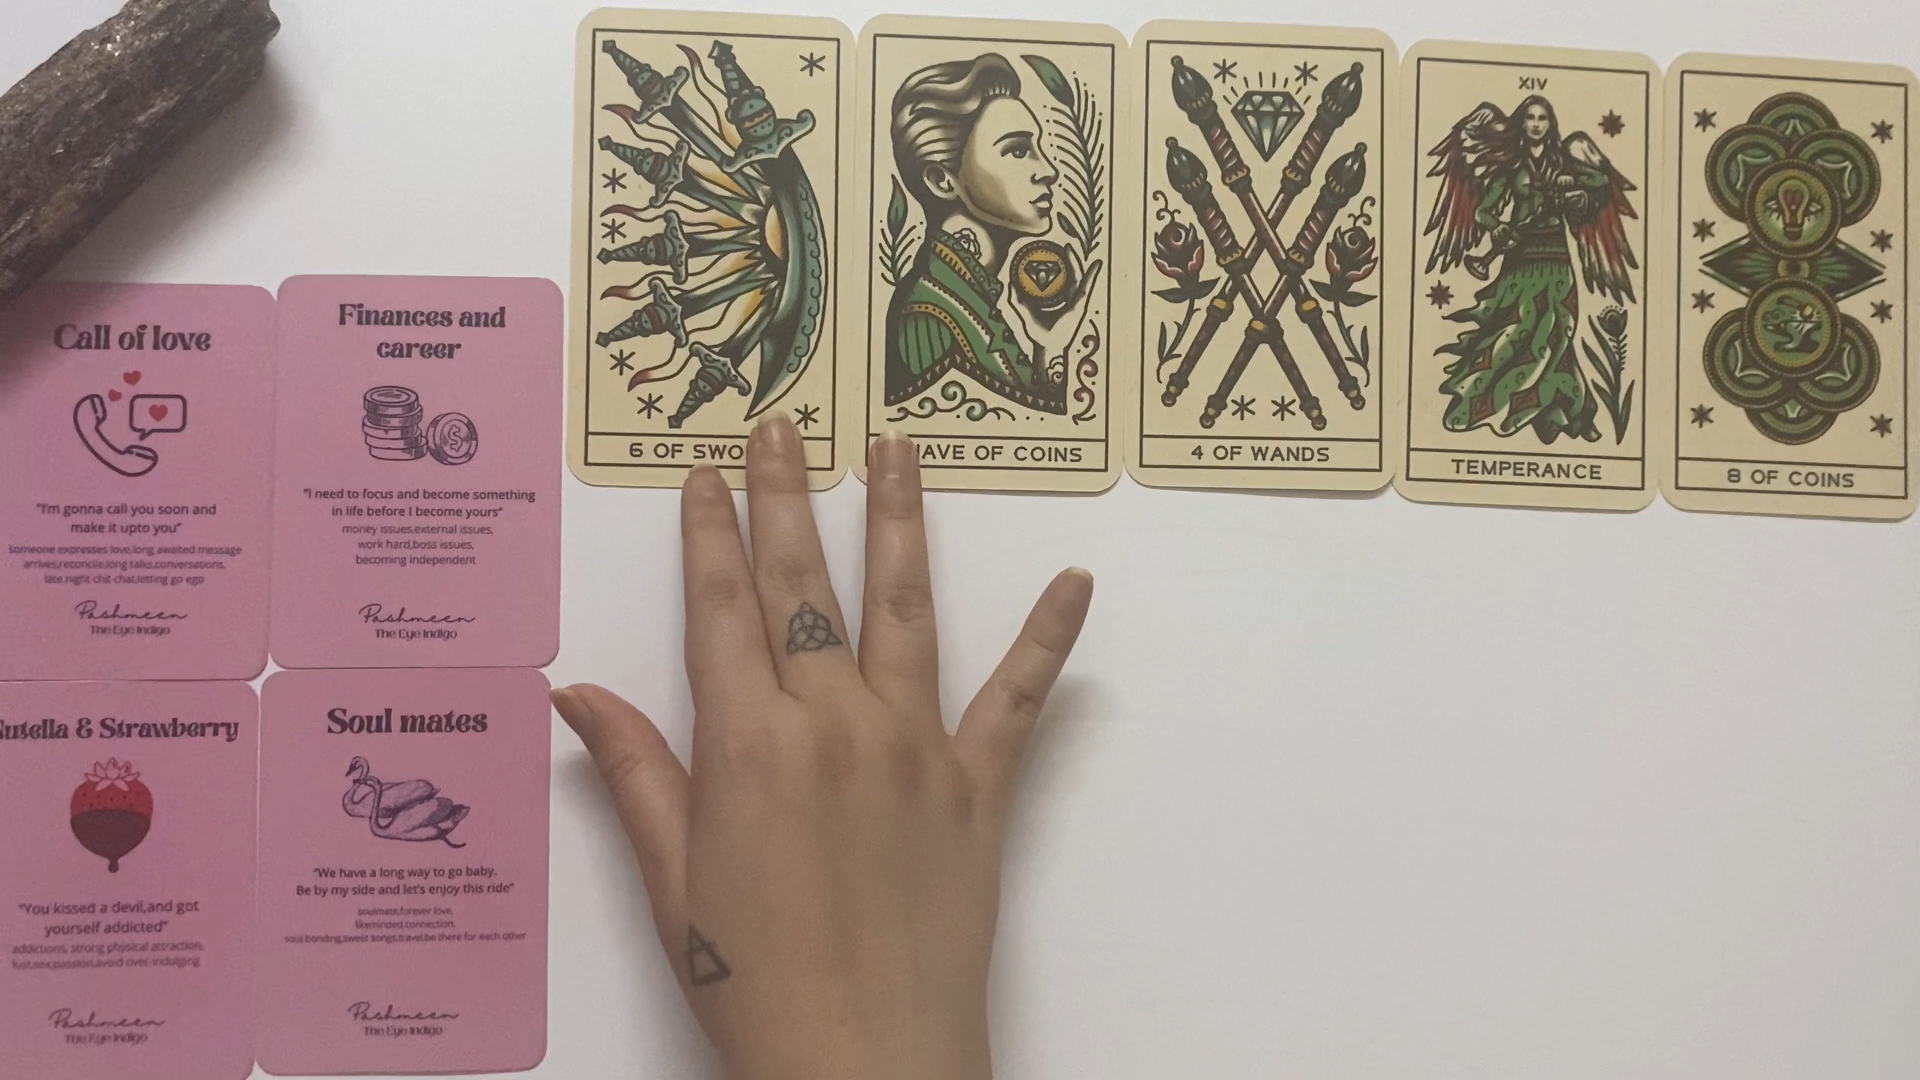 6 OF SWO
AVE OF COINS
4 OF WANDS
XIV
TEMPERANCE
8 OF COINS
Call of love
"I'm gonna call you soon and
make it upto you"
someone expresses love,long awaited message
arrives,reconcile,long talks,conversations,
late night chit chat,letting go ego
Pashmeen
The Eye Indigo
Finances and
career
"I need to focus and become something
in life before I become yours"
money issues,external issues,
work hard,boss issues,
becoming independent
Pashmeen
The Eye Indigo
Nutella & Strawberry
"You kissed a devil,and got
yourself addicted"
addictions, strong physical attraction,
lust,sex,passion,avoid over-indulging
Pashmeen
The Eye Indigo
Soul mates
"We have a long way to go baby.
Be by my side and let's enjoy this ride"
soulmate,forever love,
likeminded connection,
soul bonding,sweet songs,travel,be there for each other
Pashmeen
The Eye Indigo